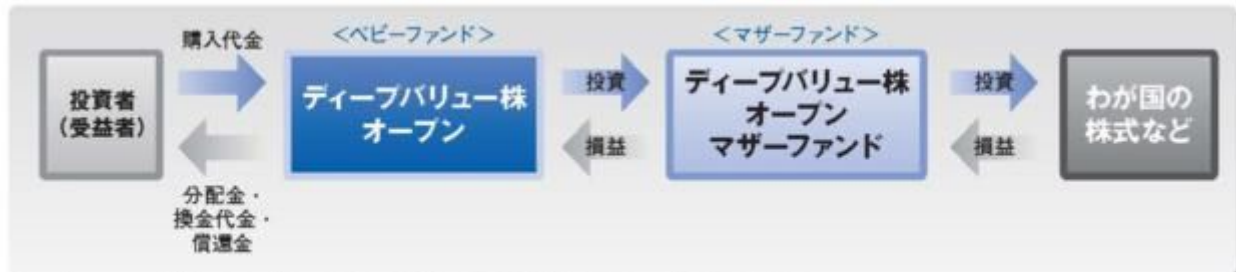 購入代金
投資者
(受益者)
分配金・
換金代金・
償還金
<ベビーファンド>
ディープバリュー株
オープン
投資
損益
<マザーファンド>
ディープバリュー株
オープン
マザーファンド
投資
損益
わが国の
株式など